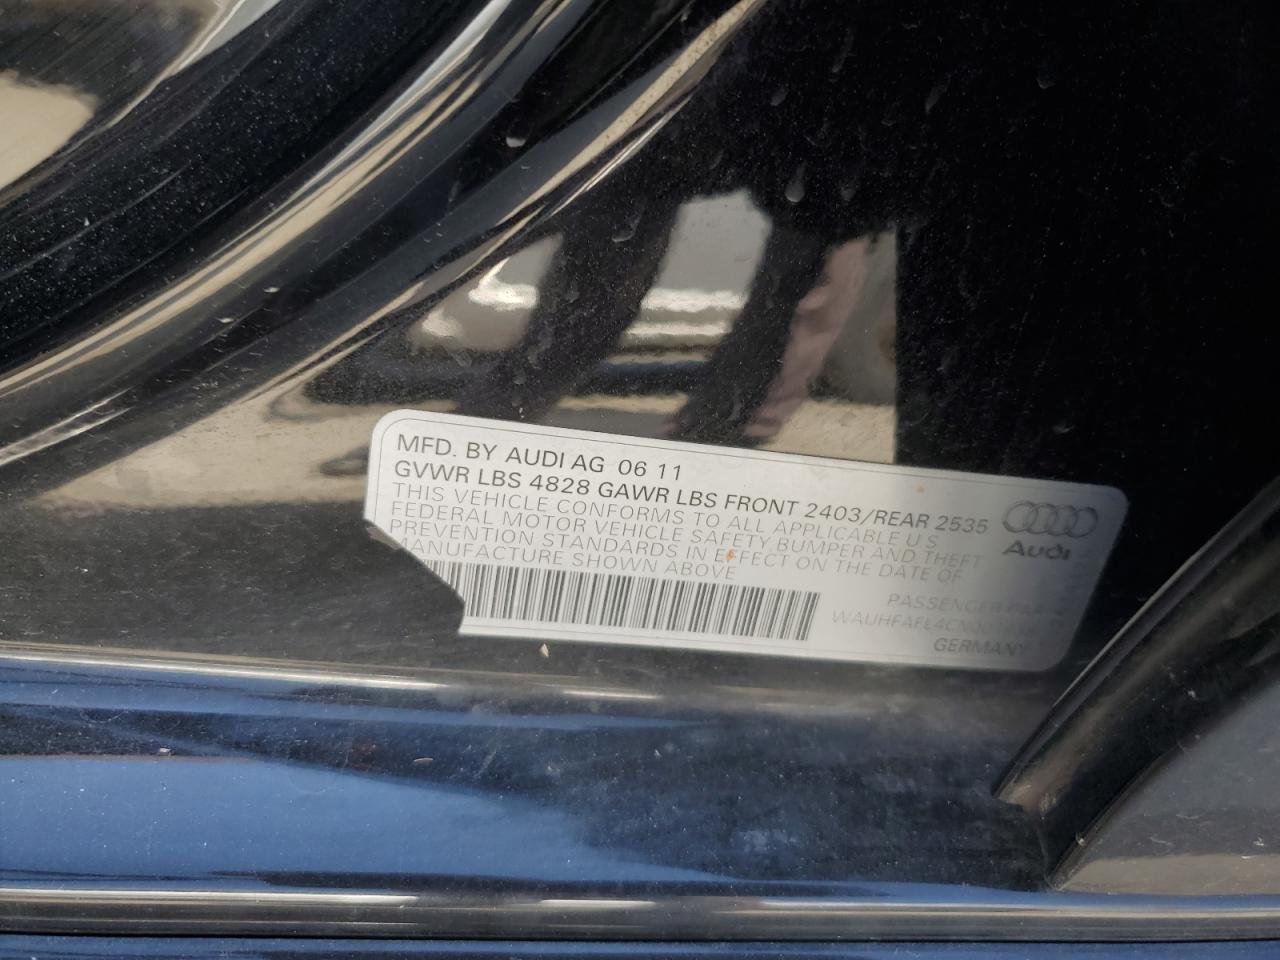 MFD. BY AUDI AG 06 11
GVWR LBS 4828 GAWR LBS FRONT 2403/REAR 2535
THIS VEHICLE CONFORMS TO ALL APPLICABLE U S
FEDERAL MOTOR VEHICLE SAFETY BUMPER AND THEFT
PREVENTION STANDARDS IN EFFECT ON THE DATE OF
MANUFACTURE SHOWN ABOVE
Audi
PASSENGER
GERMANY